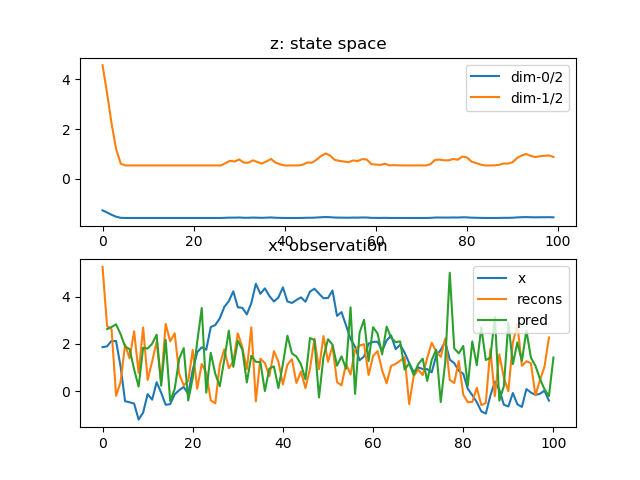 z: state space
4
2
0
dim-0/2
dim-1/2
0 20 40 60 80 100
x: observation
4
2
0
x
recons
pred
0 20 40 60 80 100